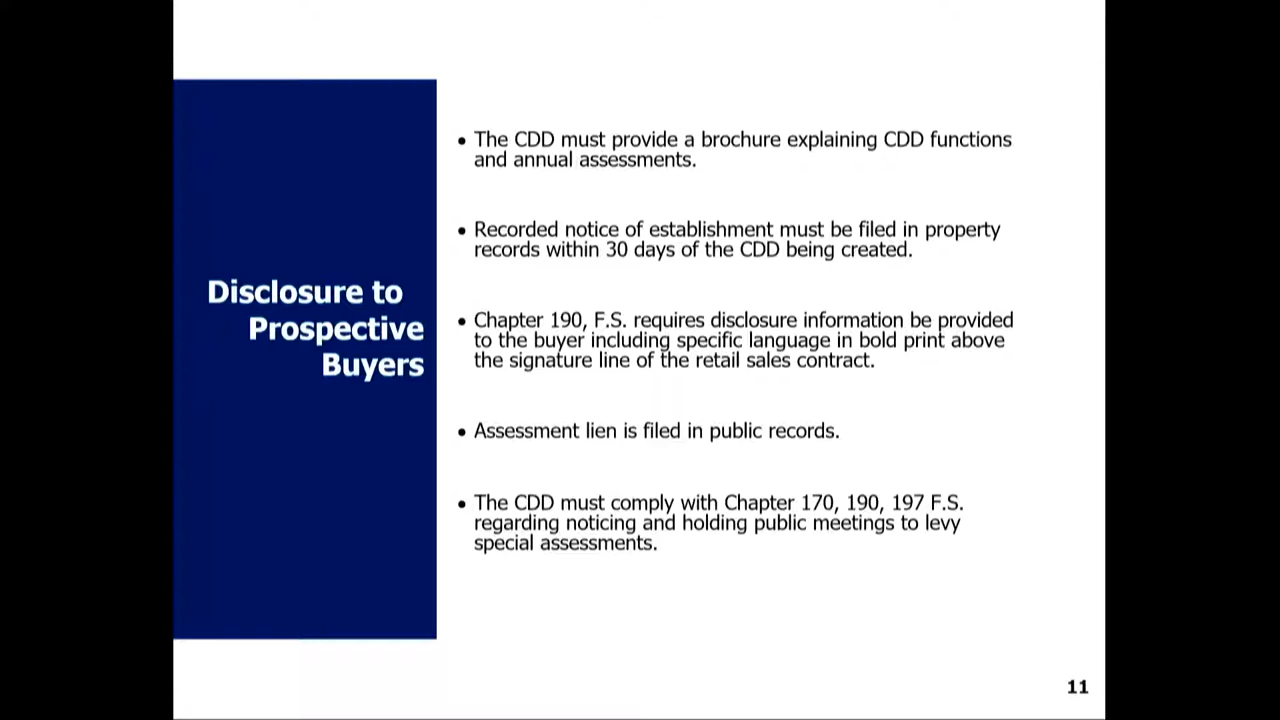 Disclosure to
Prospective
Buyers
• The CDD must provide a brochure explaining CDD functions
and annual assessments.
• Recorded notice of establishment must be filed in property
records within 30 days of the CDD being created.
• Chapter 190, F.S. requires disclosure information be provided
to the buyer including specific language in bold print above
the signature line of the retail sales contract.
• Assessment lien is filed in public records.
• The CDD must comply with Chapter 170, 190, 197 F.S.
regarding noticing and holding public meetings to levy
special assessments.
11